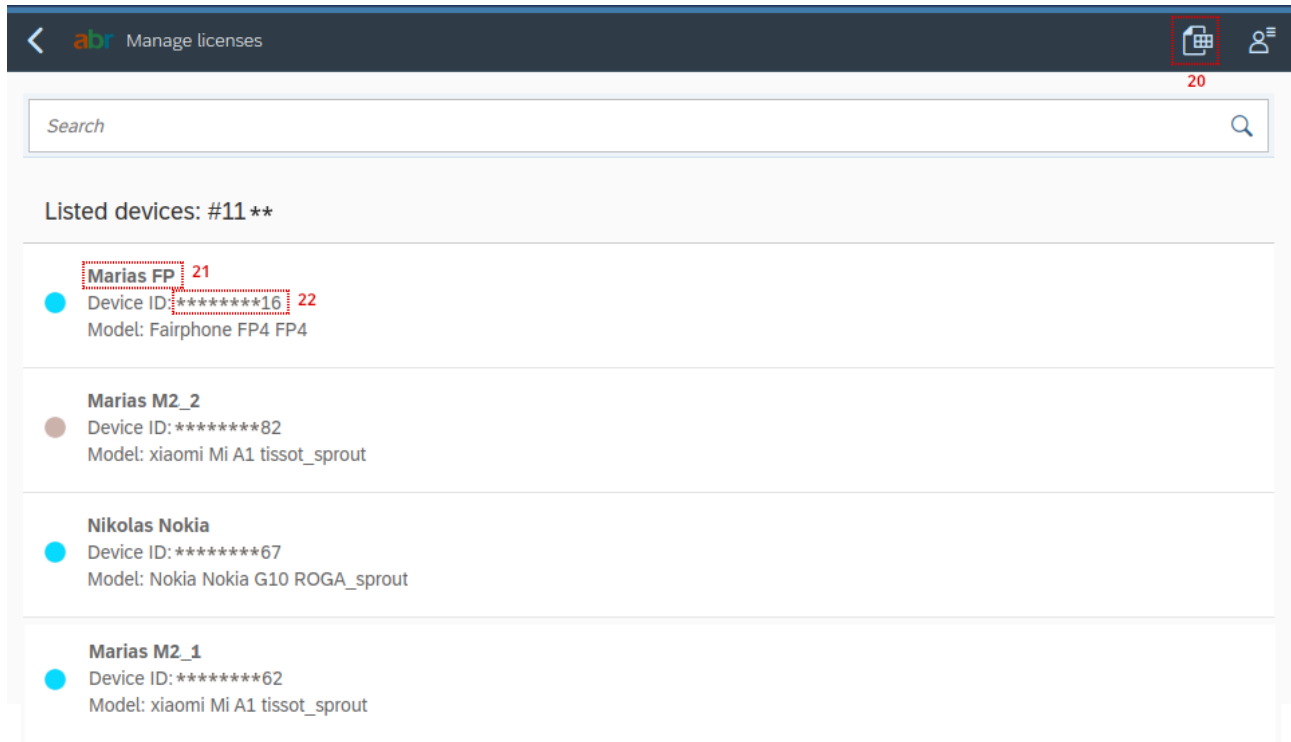 abr Manage licenses
20
Search
Listed devices: #11**
Marias FP 21
Device ID:********16 22
Model: Fairphone FP4 FP4
Marias M2_2
Device ID:********82
Model: xiaomi Mi A1 tissot_sprout
Nikolas Nokia
Device ID:********67
Model: Nokia Nokia G10 ROGA_sprout
Marias M2_1
Device ID:********62
Model: xiaomi Mi A1 tissot_sprout